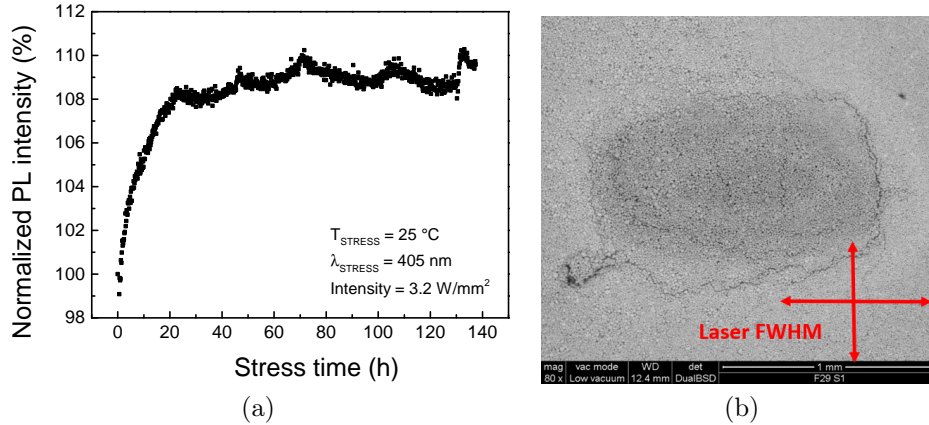 110
108
106
104
102
100
98
0
20
40
60
80
100
120
140
Normalized PL intensity (%)
Stress time (h)
T_STRESS = 25 °C
λ_STRESS = 405 nm
Intensity = 3.2 W/mm²
(a)
Laser FWHM
mag vac mode WD det
80 x Low vacuum 12.4 mm DualBSD
1 mm
F29 S1
(b)
112